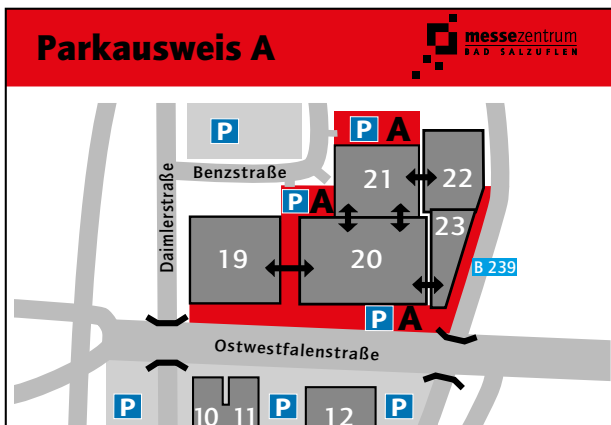 Parkausweis A
messezentrum
BAD SALZUFLEN
P
P A
Benzstraße
21
22
P A
23
Daimlerstraße
19
20
B 239
P A
Ostwestfalenstraße
P
10
11
P
12
P